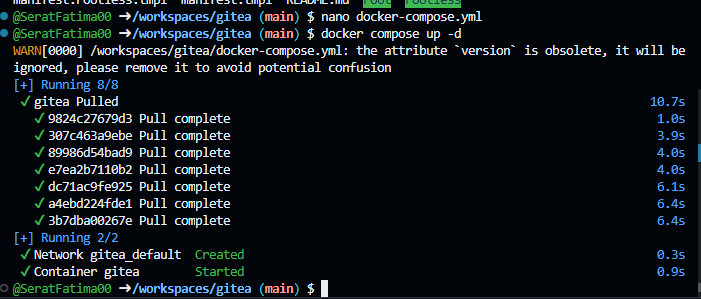 manifest.rootless.tmpl manifest.tmpl README.md root rootless
@SeratFatima00 ➜/workspaces/gitea (main) $ nano docker-compose.yml
@SeratFatima00 ➜/workspaces/gitea (main) $ docker compose up -d
WARN[0000] /workspaces/gitea/docker-compose.yml: the attribute `version` is obsolete, it will be
ignored, please remove it to avoid potential confusion
[+] Running 8/8
✓ gitea Pulled 10.7s
✓ 9824c27679d3 Pull complete 1.0s
✓ 307c463a9ebe Pull complete 3.9s
✓ 89986d54bad9 Pull complete 4.0s
✓ e7ea2b7110b2 Pull complete 4.0s
✓ dc71ac9fe925 Pull complete 6.1s
✓ a4ebd224fde1 Pull complete 6.4s
✓ 3b7dba00267e Pull complete 6.4s
[+] Running 2/2
✓ Network gitea_default Created 0.3s
✓ Container gitea Started 0.9s
@SeratFatima00 ➜/workspaces/gitea (main) $